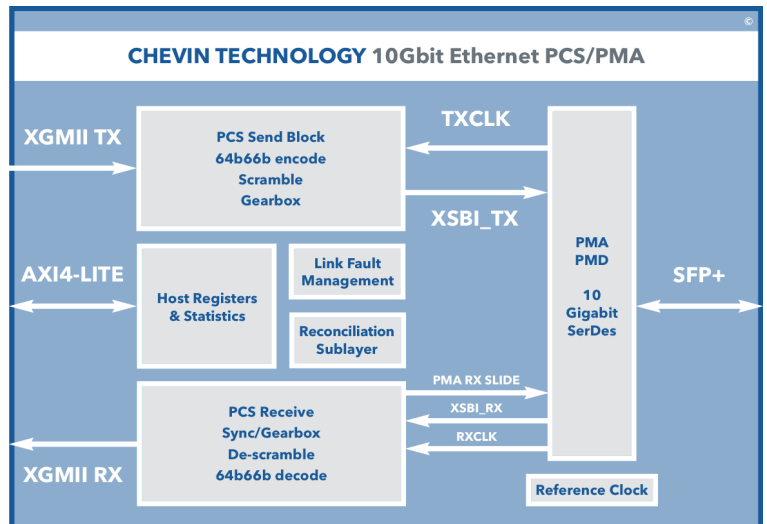 ©
CHEVIN TECHNOLOGY 10Gbit Ethernet PCS/PMA
XGMII TX
PCS Send Block
64b66b encode
Scramble
Gearbox
TXCLK
XSBI_TX
PMA
PMD
10
Gigabit
SerDes
SFP+
AXI4-LITE
Host Registers
& Statistics
Link Fault
Management
Reconciliation
Sublayer
PCS Receive
Sync/Gearbox
De-scramble
64b66b decode
PMA RX SLIDE
XSBI_RX
RXCLK
XGMII RX
Reference Clock